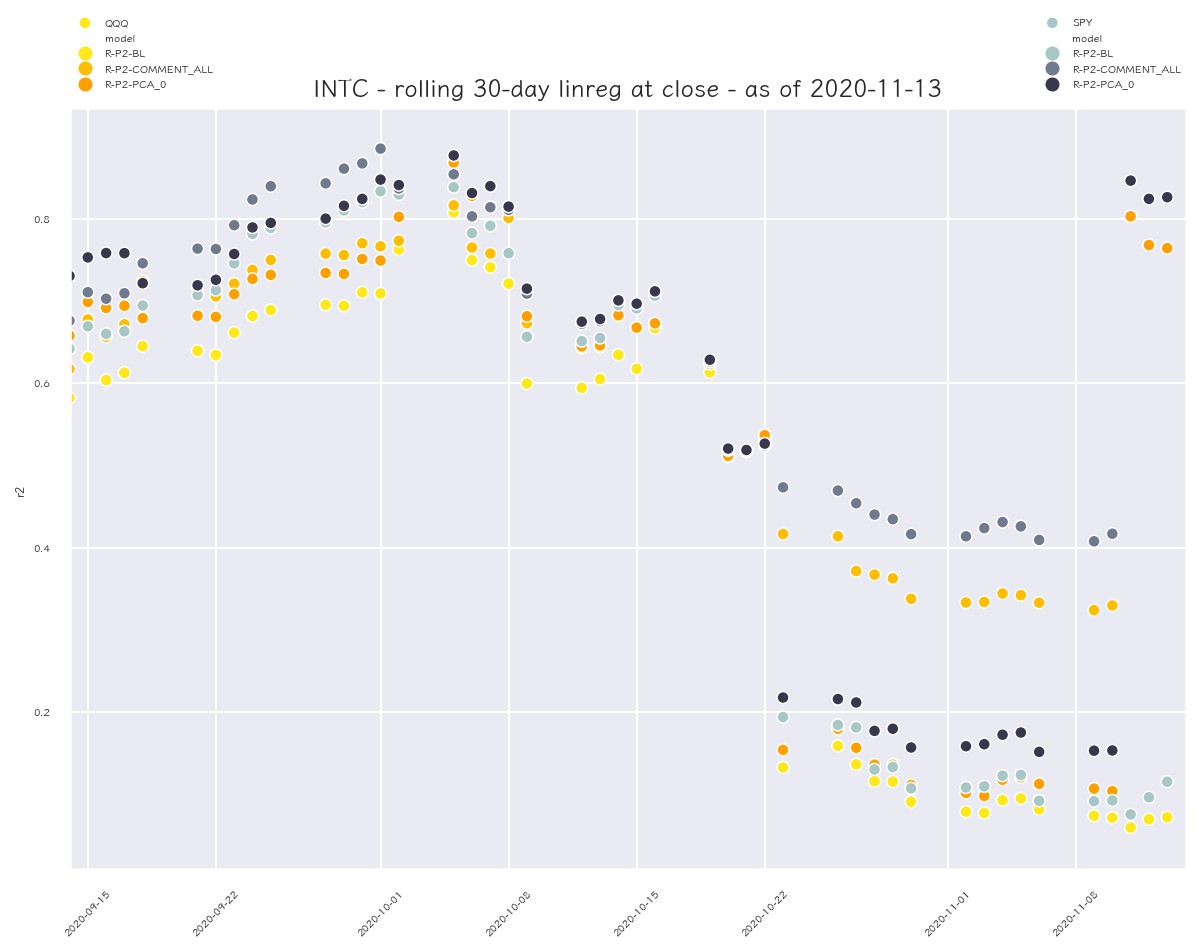 QQQ
model
R-P2-BL
R-P2-COMMENT_ALL
R-P2-PCA_0
SPY
model
R-P2-BL
R-P2-COMMENT_ALL
R-P2-PCA_0
INTC - rolling 30-day linreg at close - as of 2020-11-13
0.8
0.6
r2
0.4
0.2
2020-09-15
2020-09-22
2020-10-01
2020-10-08
2020-10-15
2020-10-22
2020-11-01
2020-11-08